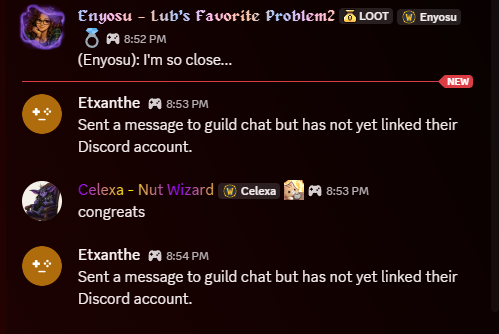 Enyosu - Lub's Favorite Problem2 LOOT Enyosu
8:52 PM
(Enyosu): I'm so close...
NEW
Etxanthe 8:53 PM
Sent a message to guild chat but has not yet linked their
Discord account.
Celexa - Nut Wizard Celexa 8:53 PM
congreats
Etxanthe 8:54 PM
Sent a message to guild chat but has not yet linked their
Discord account.